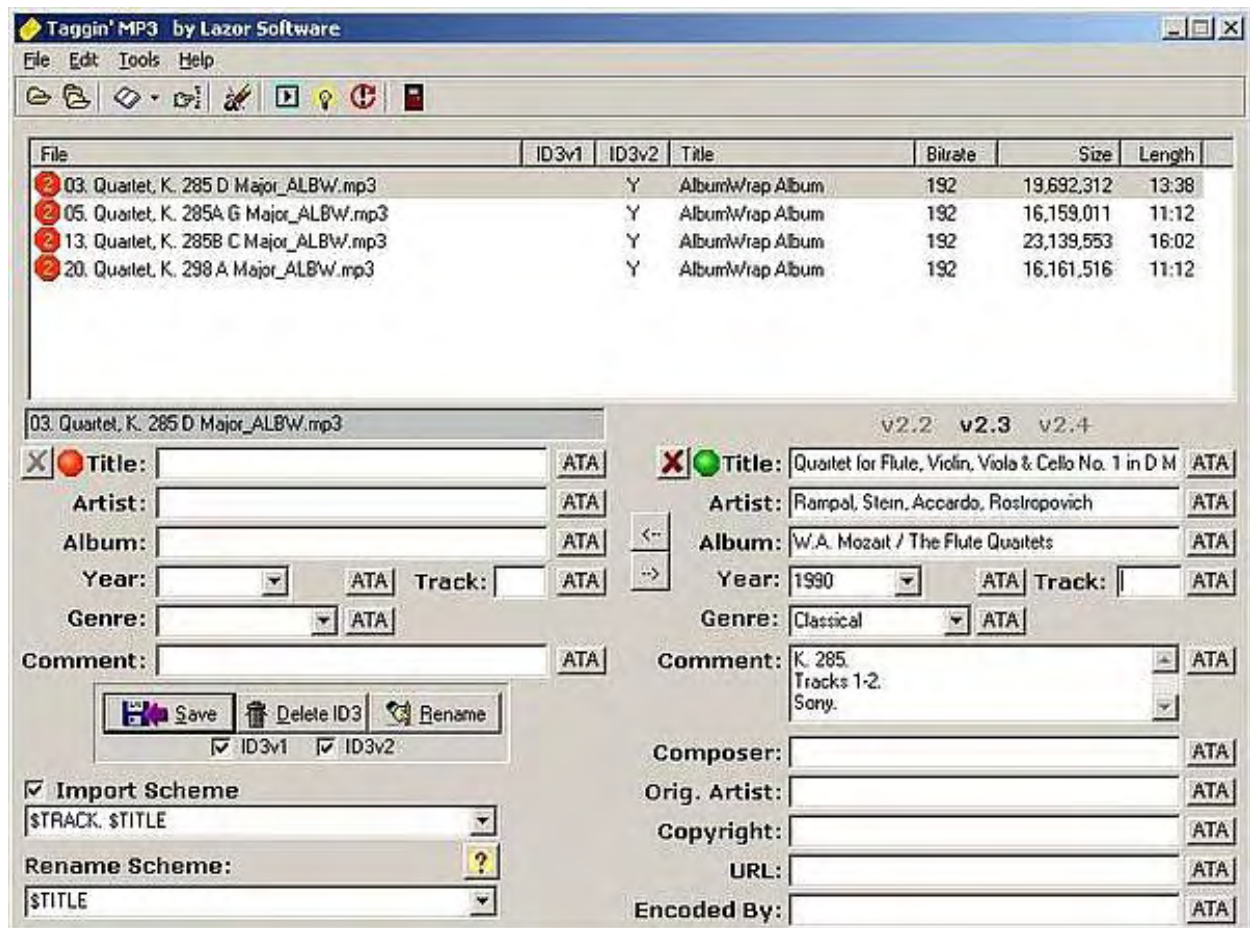 Taggin' MP3 by Lazor Software
File Edit Tools Help
File ID3v1 ID3v2 Title Bitrate Size Length
2 03. Quartet, K. 285 D Major_ALBW.mp3 Y AlbumWrap Album 192 19,692,312 13:38
2 05. Quartet, K. 285A G Major_ALBW.mp3 Y AlbumWrap Album 192 16,159,011 11:12
2 13. Quartet, K. 285B C Major_ALBW.mp3 Y AlbumWrap Album 192 23,139,553 16:02
2 20. Quartet, K. 298 A Major_ALBW.mp3 Y AlbumWrap Album 192 16,161,516 11:12
03. Quartet, K. 285 D Major_ALBW.mp3
Title: ATA
Artist: ATA
Album: ATA
Year: ATA Track: ATA
Genre: ATA
Comment: ATA
Save Delete ID3 Rename
ID3v1 ID3v2
Import Scheme
$TRACK. $TITLE
Rename Scheme: ?
$TITLE
<--
-->
v2.2 v2.3 v2.4
X Title: Quartet for Flute, Violin, Viola & Cello No. 1 in D M ATA
Artist: Rampal, Stern, Accardo, Rostropovich ATA
Album: W.A. Mozart / The Flute Quartets ATA
Year: 1990 ATA Track: ATA
Genre: Classical ATA
Comment: K. 285. ATA
Tracks 1-2.
Sony.
Composer: ATA
Orig. Artist: ATA
Copyright: ATA
URL: ATA
Encoded By: ATA